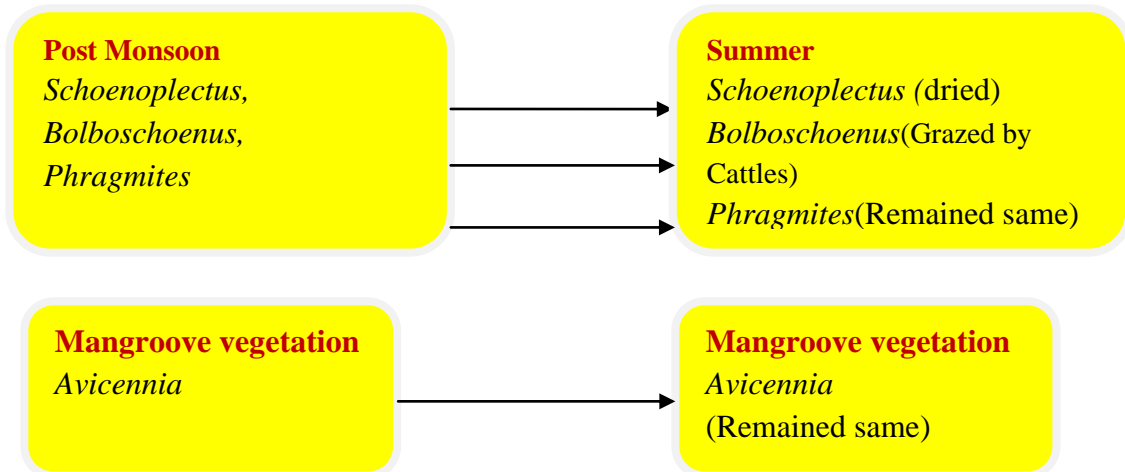 Post Monsoon
Schoenoplectus,
Bolboschoenus,
Phragmites
Summer
Schoenoplectus (dried)
Bolboschoenus(Grazed by
Cattles)
Phragmites(Remained same)
Mangroove vegetation
Avicennia
Mangroove vegetation
Avicennia
(Remained same)